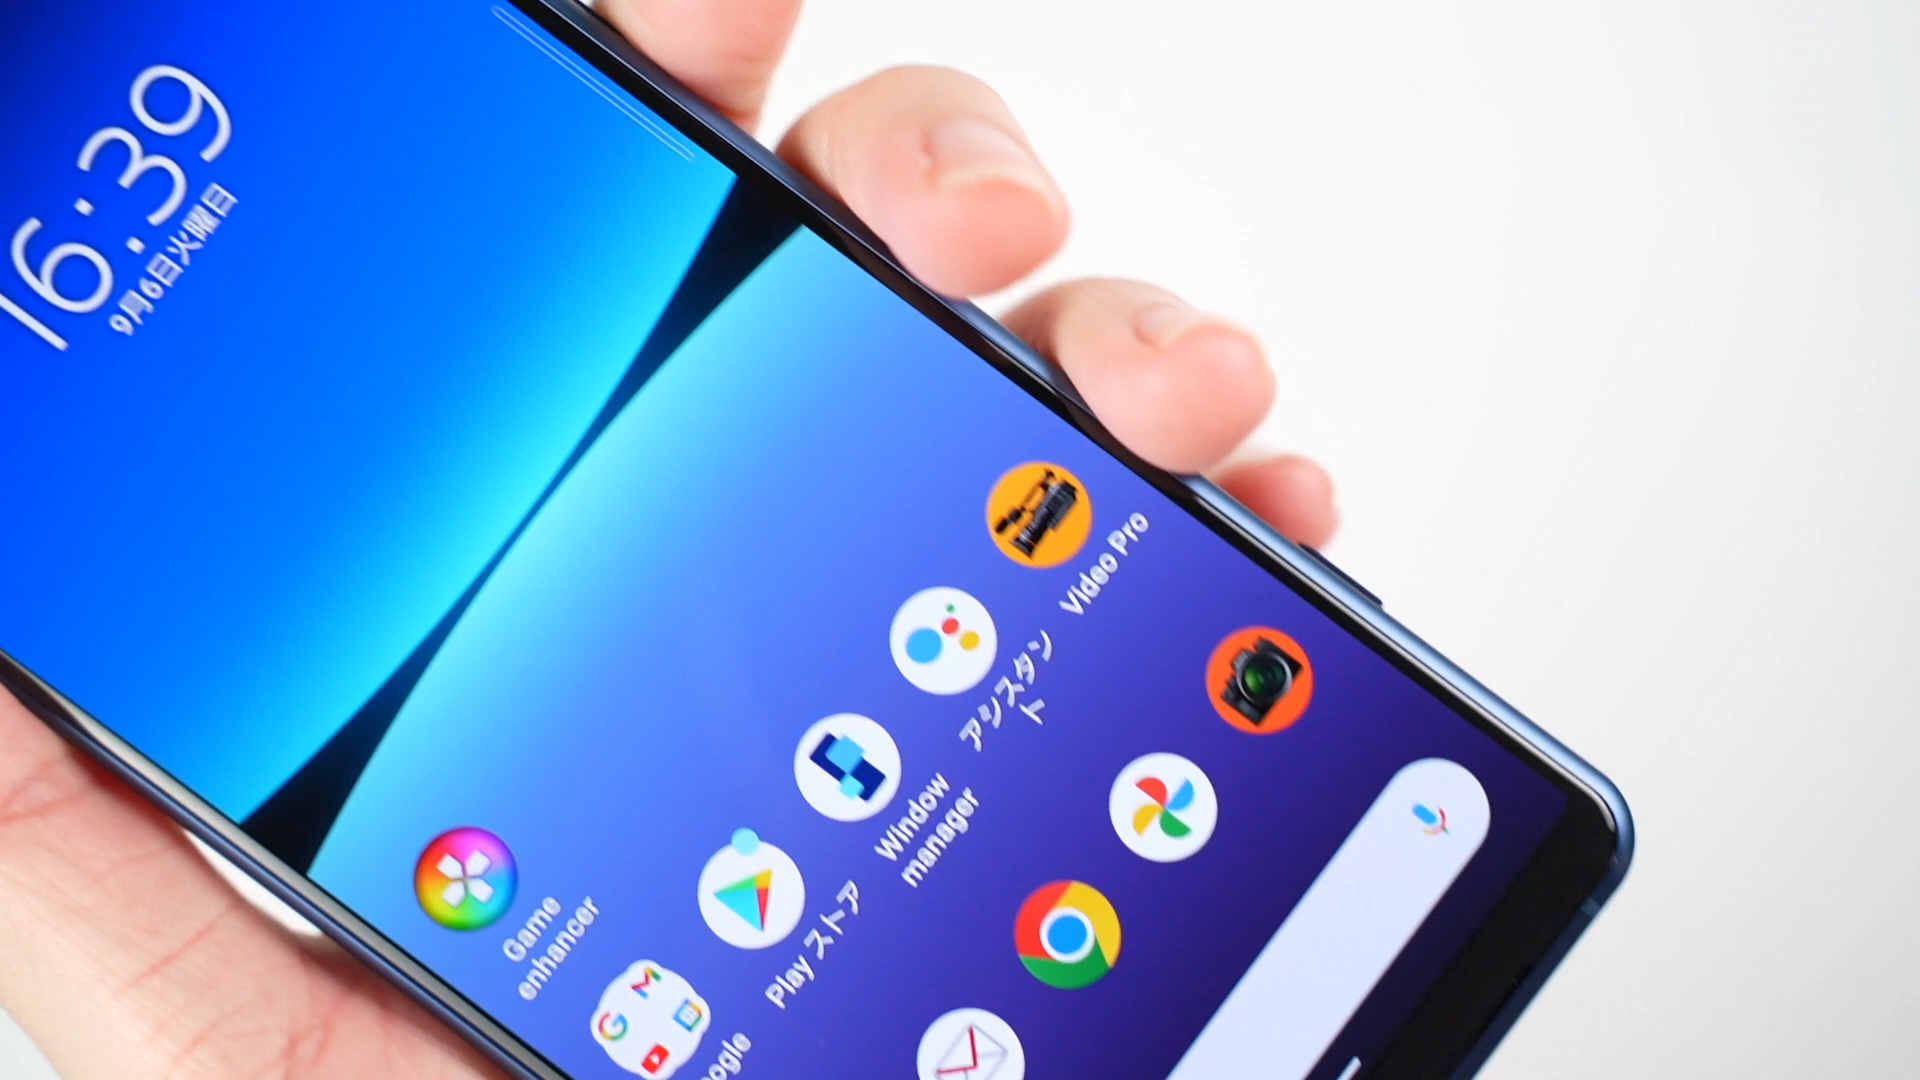 16:39
9月6日火曜日
Game
enhancer
Play ストア
Window
manager
アシスタン
ト
Video Pro